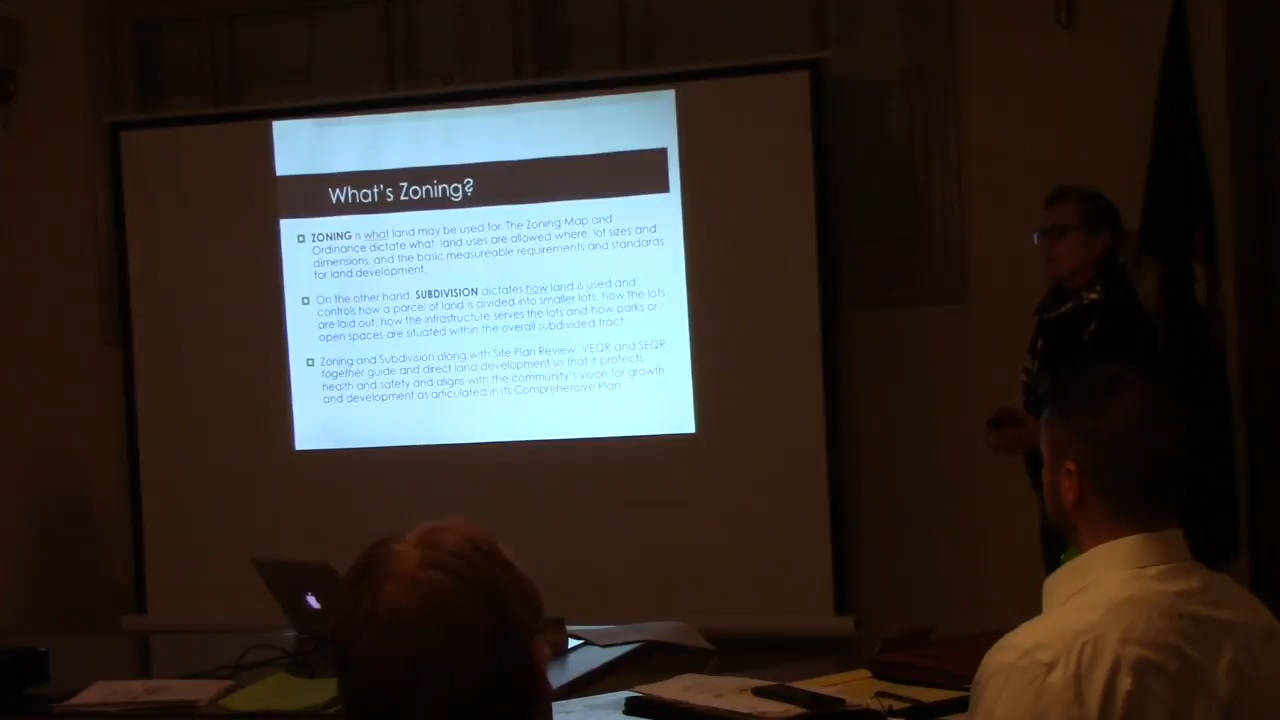 What's Zoning?
ZONING is what land may be used for. The Zoning Map and
Ordinance dictate what land uses are allowed where, lot sizes and
dimensions, and the basic measureable requirements and standards
for land development.
On the other hand, SUBDIVISION dictates how land is used and
controls how a parcel of land is divided into smaller lots, how the lots
are laid out, how the infrastructure serves the lots and how parks or
open spaces are situated within the overall subdivided tract.
Zoning and Subdivision along with Site Plan Review, VEQR and SEQR
together guide and direct land development so that it protects
health and safety and aligns with the community's vision for growth
and development as articulated in its Comprehensive Plan.